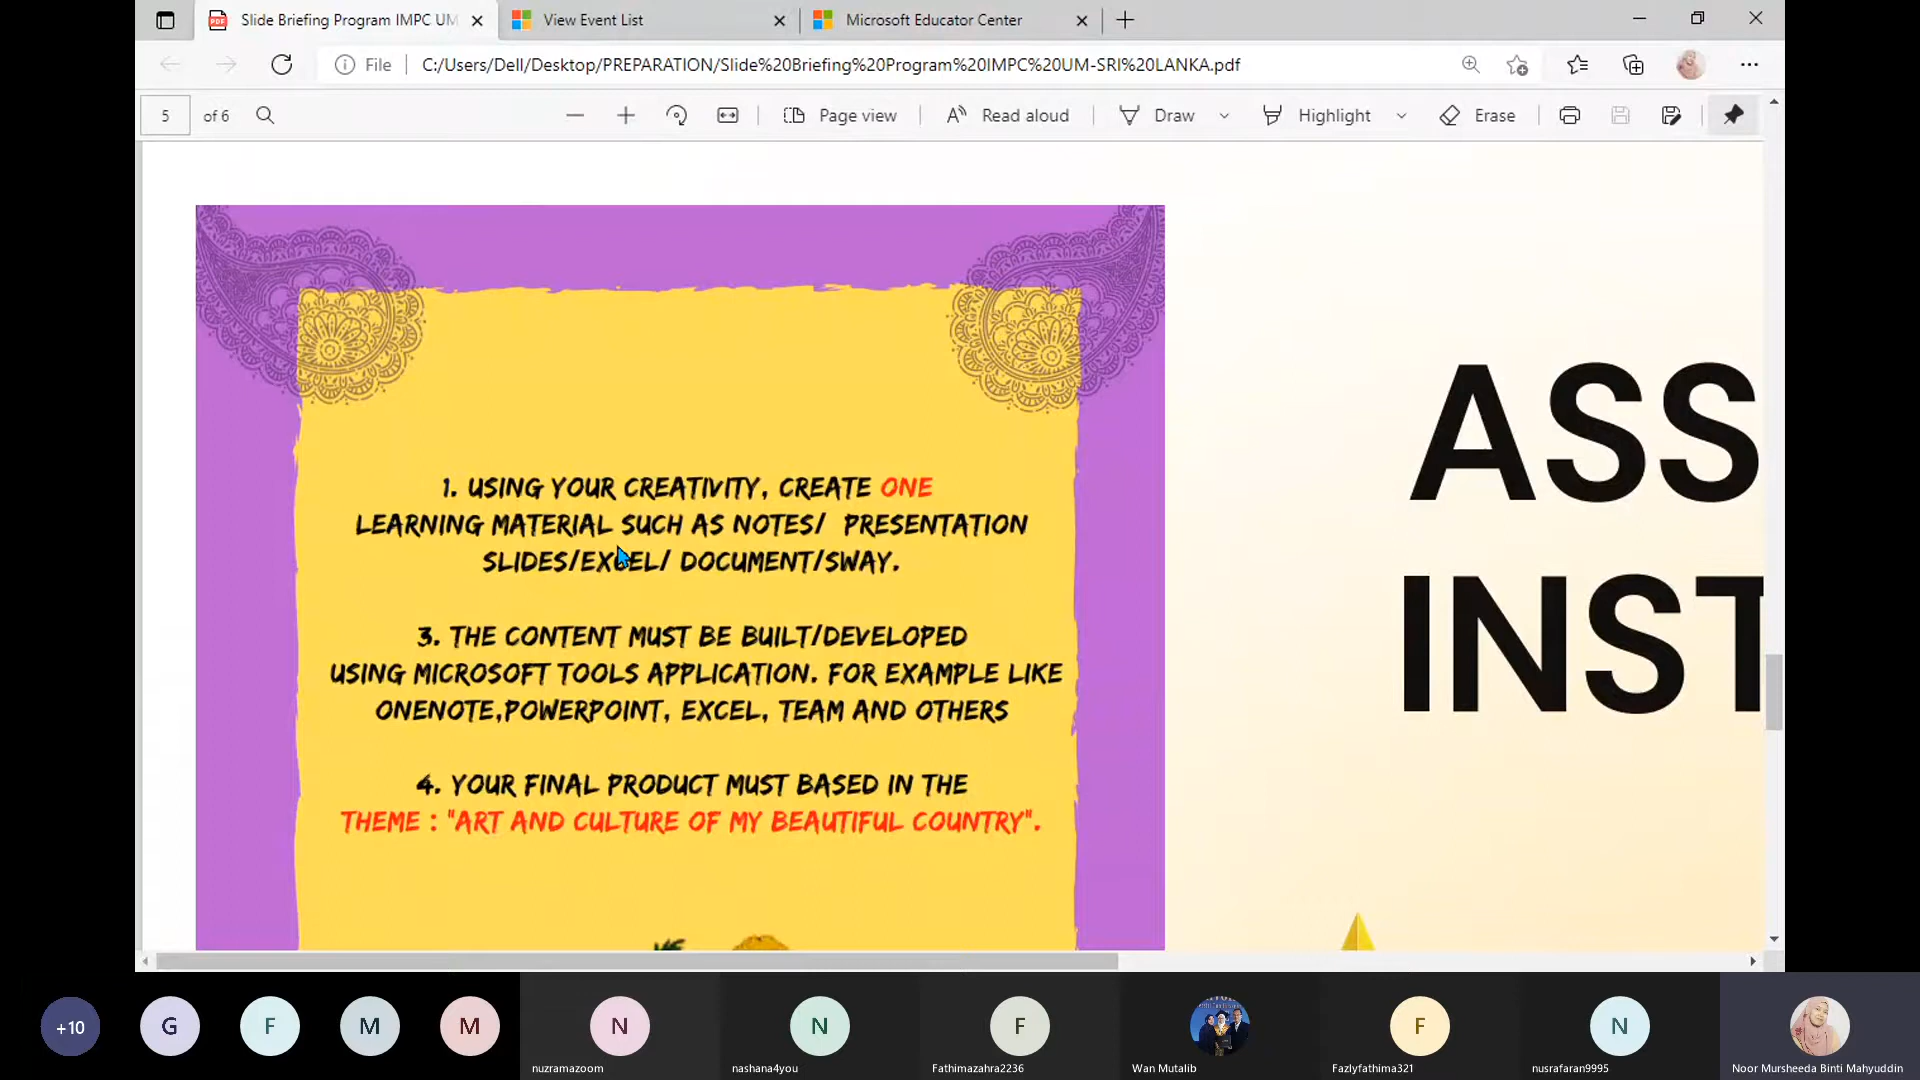 Slide Briefing Program IMPC UM
View Event List
Microsoft Educator Center
File
C:/Users/Dell/Desktop/PREPARATION/Slide%20Briefing%20Program%20IMPC%20UM-SRI%20LANKA.pdf
5 of 6
Page view
Read aloud
Draw
Highlight
Erase
1. USING YOUR CREATIVITY, CREATE ONE
LEARNING MATERIAL SUCH AS NOTES/ PRESENTATION
SLIDES/EXCEL/ DOCUMENT/SWAY.
3. THE CONTENT MUST BE BUILT/DEVELOPED
USING MICROSOFT TOOLS APPLICATION. FOR EXAMPLE LIKE
ONENOTE,POWERPOINT, EXCEL, TEAM AND OTHERS
4. YOUR FINAL PRODUCT MUST BASED IN THE
THEME : "ART AND CULTURE OF MY BEAUTIFUL COUNTRY".
ASS
INST
+10
G
F
M
M
N
nuzramazoom
N
nashana4you
F
Fathimazahra2236
Wan Mutalib
F
Fazlyfathima321
N
nusrafaran9995
Noor Mursheeda Binti Mahyuddin